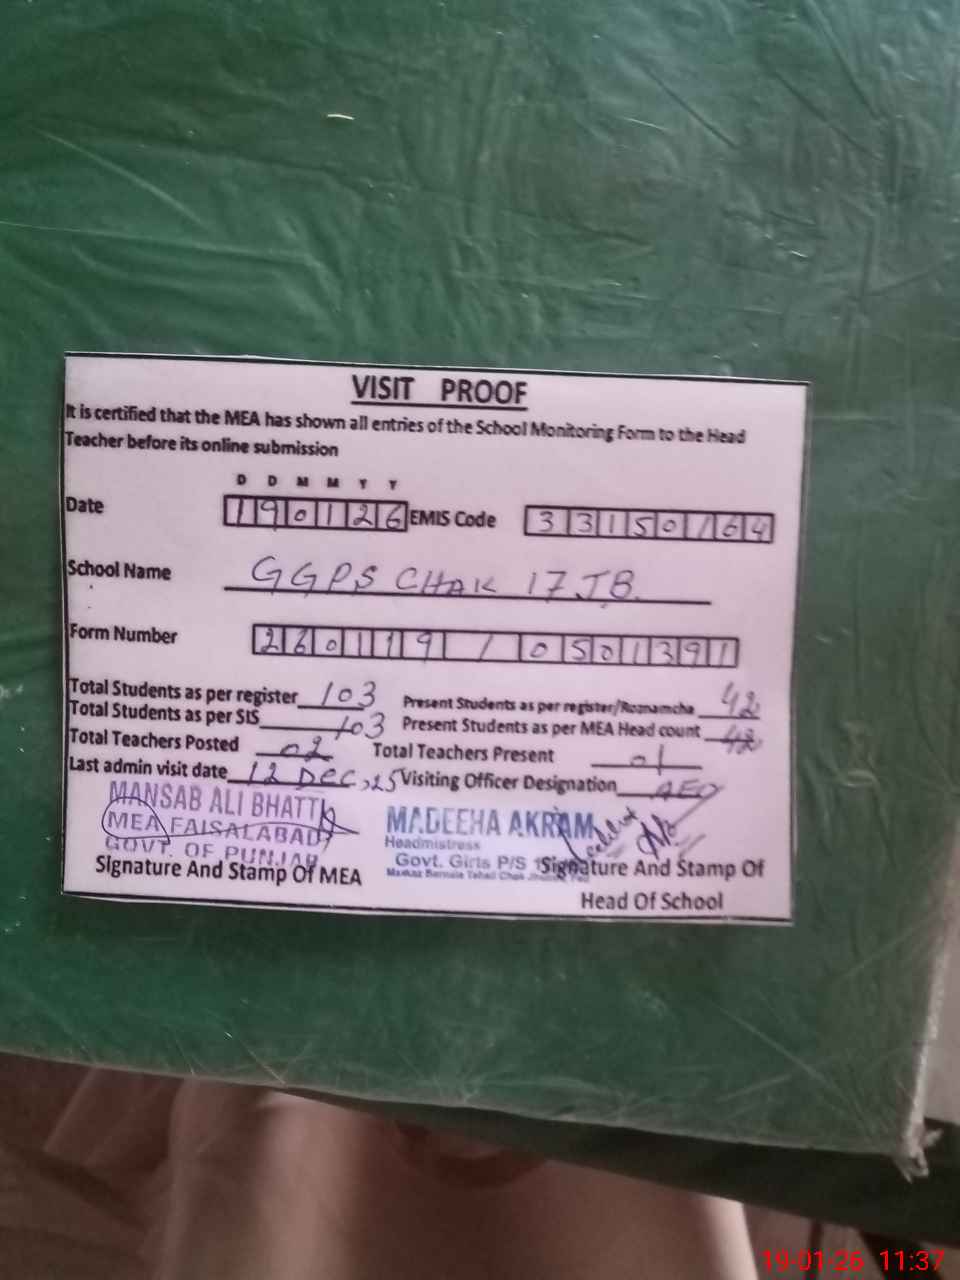 VISIT PROOF
It is certified that the MEA has shown all entries of the School Monitoring Form to the Head
Teacher before its online submission
D D M M Y Y
Date 190126 EMIS Code 33150164
School Name GGPS CHAK 17 J.B.
Form Number 260119 / 0501391
Total Students as per register 103 Present Students as per register/Roznamcha 42
Total Students as per SIS 103 Present Students as per MEA Head count 42
Total Teachers Posted 02 Total Teachers Present 01
Last admin visit date 12 Dec, 25 Visiting Officer Designation AEO
MANSAB ALI BHATTI
MEA FAISALABAD
GOVT. OF PUNJAB
MADEEHA AKRAM
Headmistress
Govt. Girls P/S
Markaz
Signature And Stamp Of MEA
Signature And Stamp Of
Head Of School
19-01-26 11:37